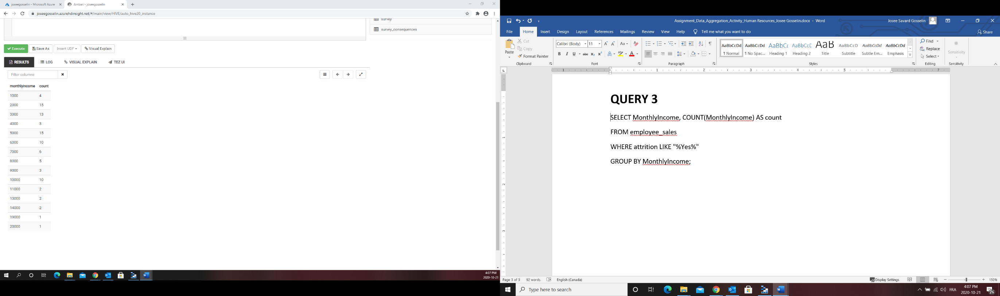 joseegosselin - Microsoft Azure
Ambari - joseegosselin
joseegosselin.azurehdinsight.net/#/main/view/HIVE/auto_hive20_instance
survey
survey_consequences
Execute
Save As
Insert UDF
Visual Explain
RESULTS
LOG
VISUAL EXPLAIN
TEZ UI
Filter columns
monthlyincome count
1000 4
2000 15
3000 13
4000 3
5000 15
6000 10
7000 6
8000 5
9000 3
10000 10
11000 2
13000 2
14000 2
19000 1
20000 1
4:07 PM
2020-10-21
Assignment_Data_Aggregation_Activity_Human Resources_Josee Gosselin.docx - Word
Josee Savard Gosselin
File Home Insert Design Layout References Mailings Review View Help Tell me what you want to do
Share
Paste
Cut
Copy
Format Painter
Clipboard
Calibri (Body) 11
Font
Paragraph
AaBbCcDd AaBbCcDd AaBbCc AaBbCcE AaB AaBbCcD AaBbCcDd AaBbCcDd
¶ Normal ¶ No Spac... Heading 1 Heading 2 Title Subtitle Subtle Em... Emphasis
Styles
Find
Replace
Select
Editing
Sensitivity
Sensitivity
1 1 2 3 4 5 7
QUERY 3
SELECT MonthlyIncome, COUNT(MonthlyIncome) AS count
FROM employee_sales
WHERE attrition LIKE "%Yes%"
GROUP BY MonthlyIncome;
Page 3 of 3 92 words English (Canada)
Display Settings
150%
Type here to search
FRA
4:07 PM
2020-10-21
26